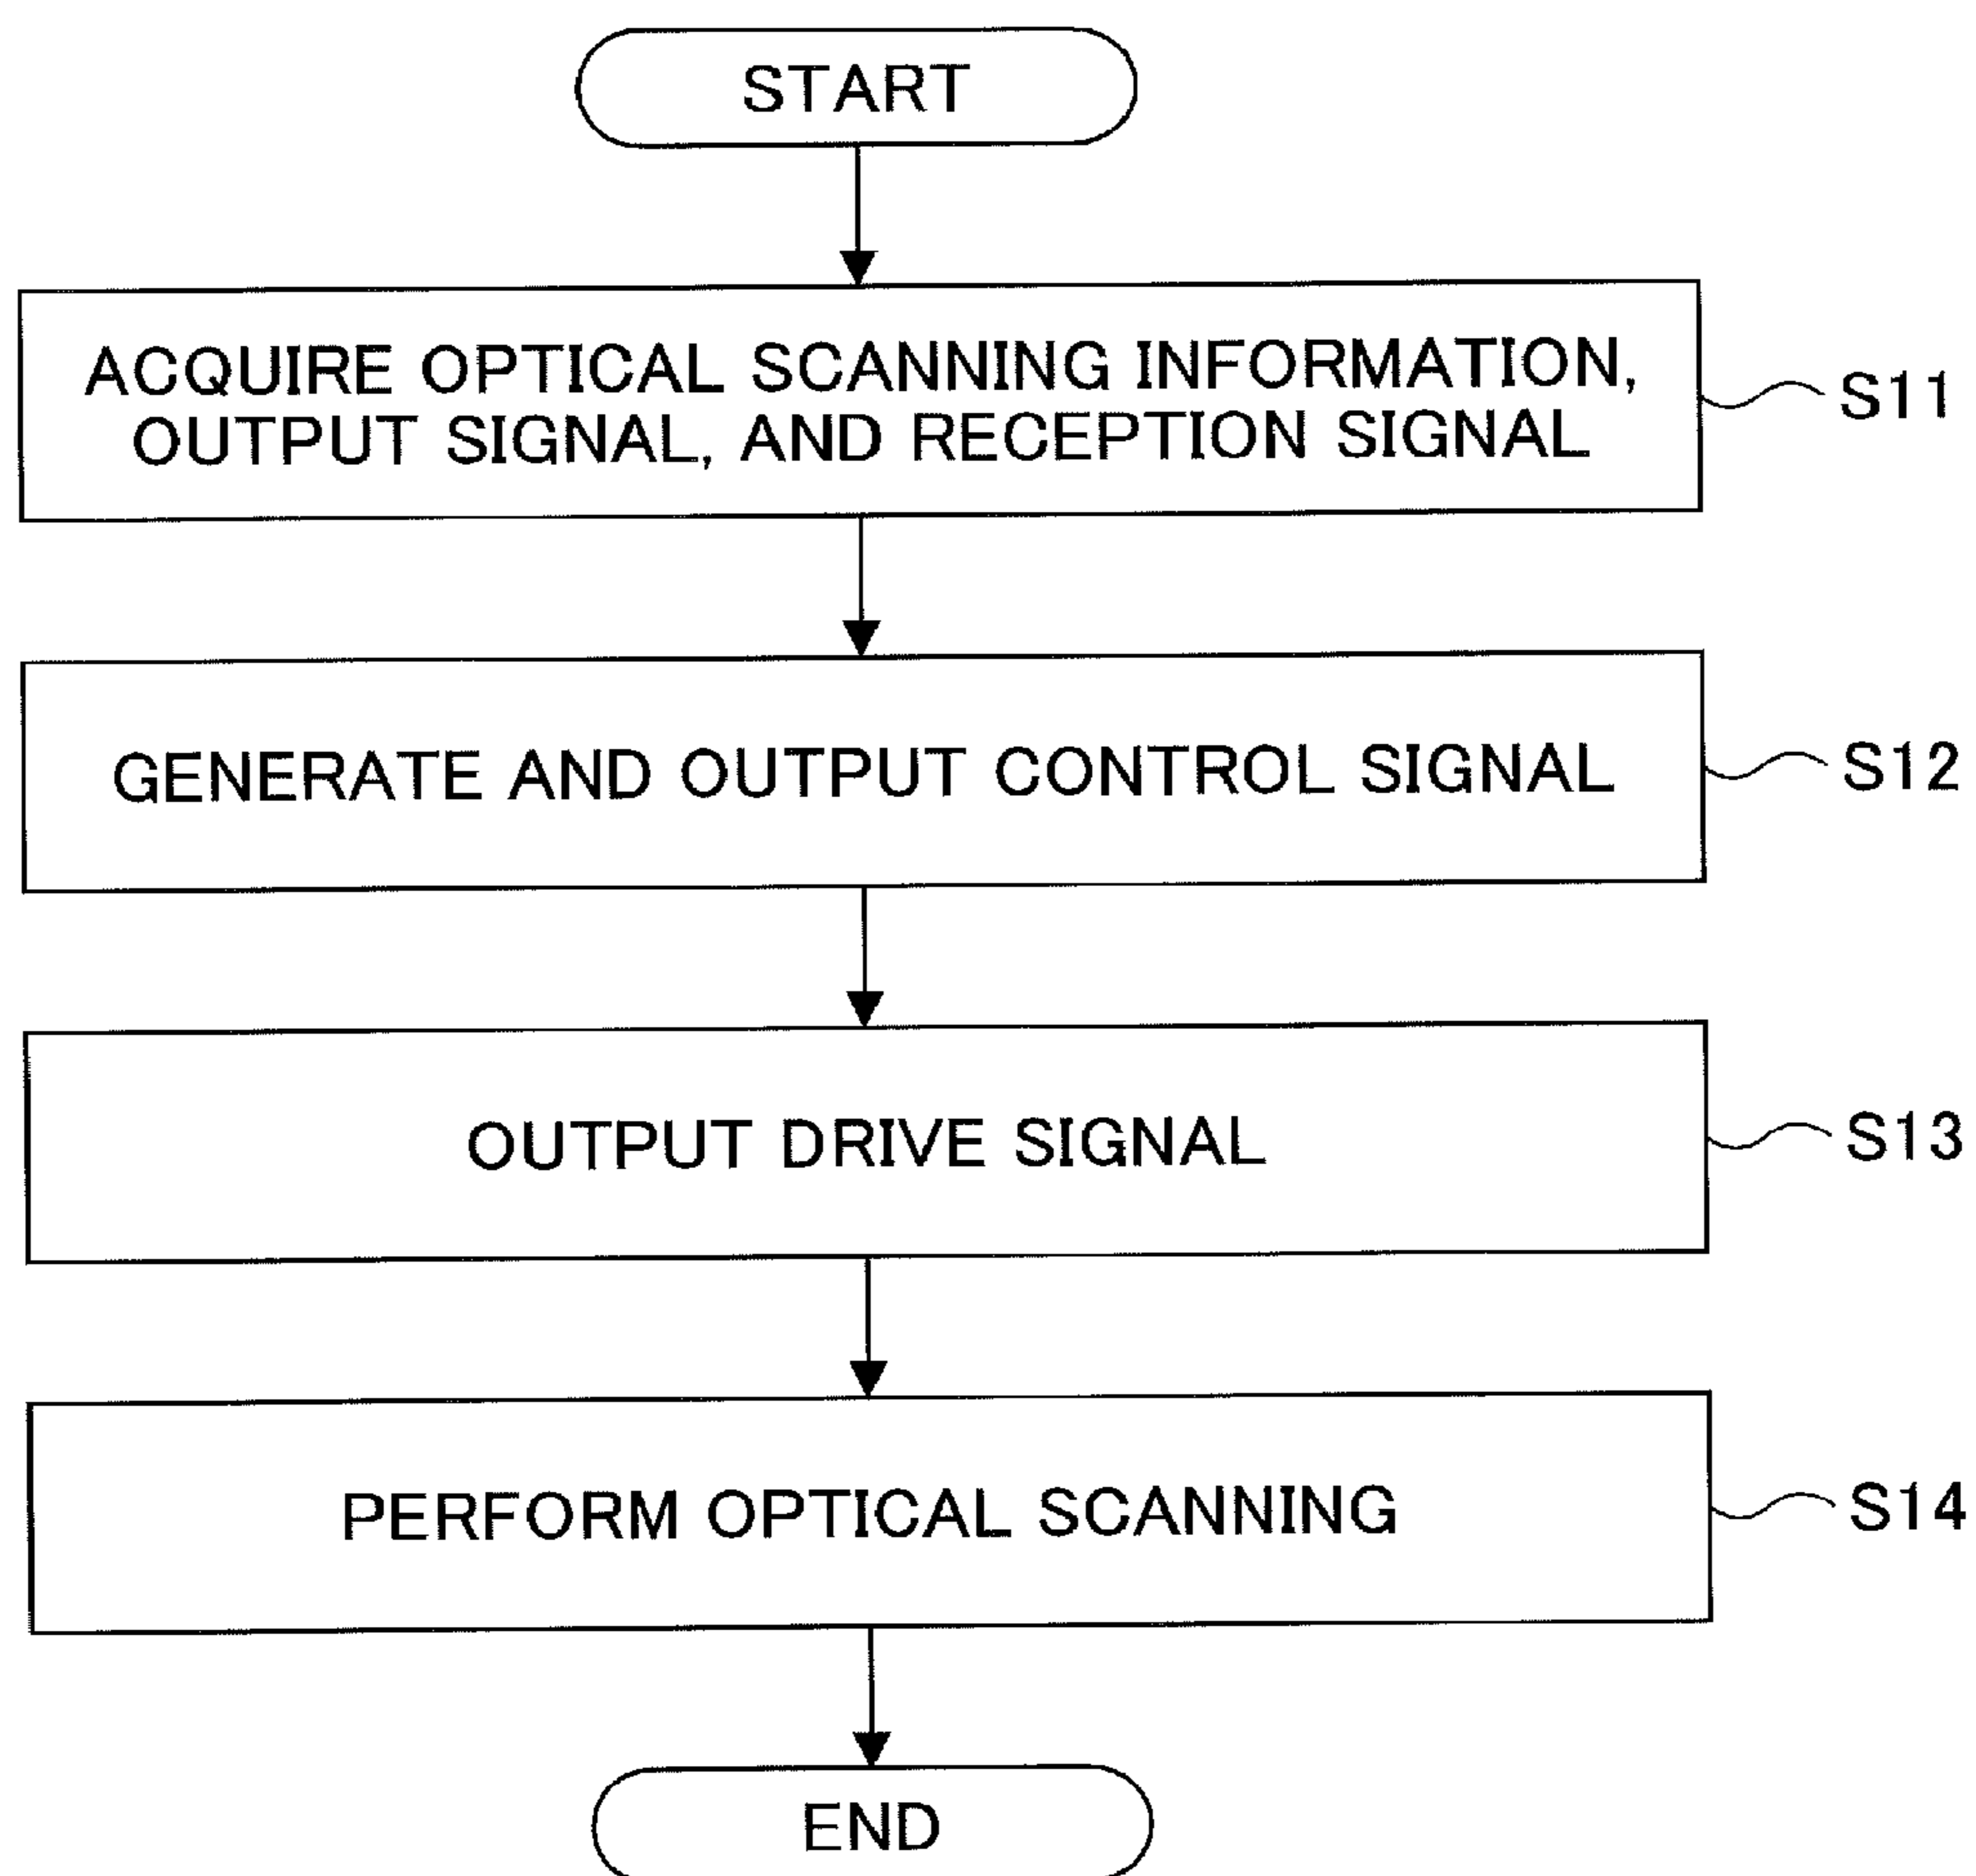 START
ACQUIRE OPTICAL SCANNING INFORMATION,
OUTPUT SIGNAL, AND RECEPTION SIGNAL
S11
GENERATE AND OUTPUT CONTROL SIGNAL
S12
OUTPUT DRIVE SIGNAL
S13
PERFORM OPTICAL SCANNING
S14
END